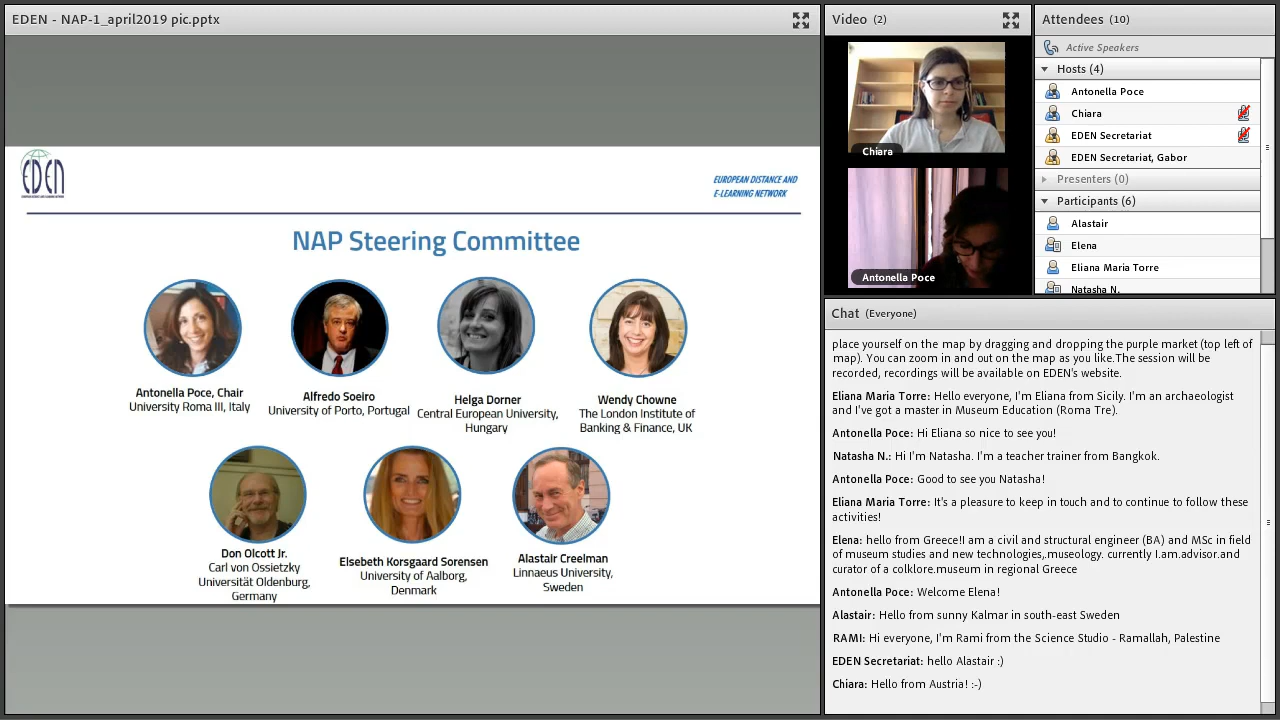 EDEN - NAP-1_april2019 pic.pptx
EDEN
EUROPEAN DISTANCE AND E-LEARNING NETWORK
EUROPEAN DISTANCE AND
E-LEARNING NETWORK
NAP Steering Committee
Antonella Poce, Chair
University Roma III, Italy
Alfredo Soeiro
University of Porto, Portugal
Helga Dorner
Central European University,
Hungary
Wendy Chowne
The London Institute of
Banking & Finance, UK
Don Olcott Jr.
Carl von Ossietzky
Universität Oldenburg,
Germany
Elsebeth Korsgaard Sorensen
University of Aalborg,
Denmark
Alastair Creelman
Linnaeus University,
Sweden
Video (2)
Chiara
Antonella Poce
Attendees (10)
Active Speakers
Hosts (4)
Antonella Poce
Chiara
EDEN Secretariat
EDEN Secretariat, Gabor
Presenters (0)
Participants (6)
Alastair
Elena
Eliana Maria Torre
Natasha N.
Chat (Everyone)
place yourself on the map by dragging and dropping the purple market (top left of
map). You can zoom in and out on the map as you like.The session will be
recorded, recordings will be available on EDEN's website.
Eliana Maria Torre: Hello everyone, I'm Eliana from Sicily. I'm an archaeologist
and I've got a master in Museum Education (Roma Tre).
Antonella Poce: Hi Eliana so nice to see you!
Natasha N.: Hi I'm Natasha. I'm a teacher trainer from Bangkok.
Antonella Poce: Good to see you Natasha!
Eliana Maria Torre: It's a pleasure to keep in touch and to continue to follow these
activities!
Elena: hello from Greece!I am a civil and structural engineer (BA) and MSc in field
of museum studies and new technologies,.museology. currently I.am.advisor.and
curator of a colklore.museum in regional Greece
Antonella Poce: Welcome Elena!
Alastair: Hello from sunny Kalmar in south-east Sweden
RAMI: Hi everyone, I'm Rami from the Science Studio - Ramallah, Palestine
EDEN Secretariat: hello Alastair :)
Chiara: Hello from Austria! :-)